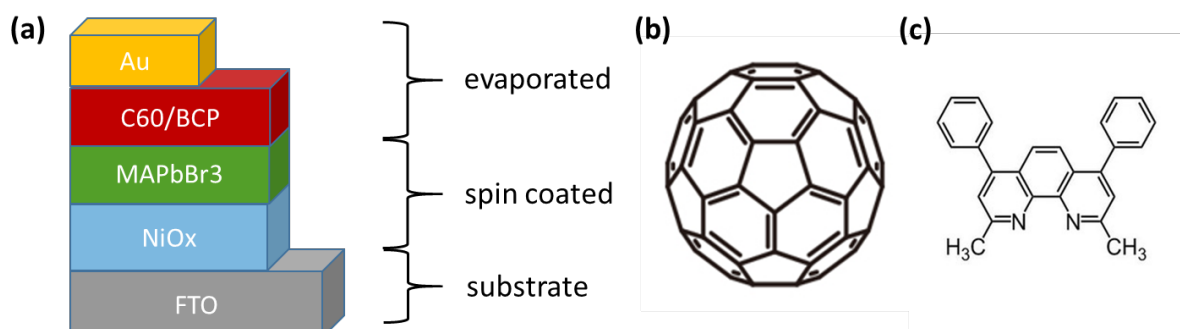 (a)
Au
C60/BCP
MAPbBr3
NiOx
FTO
evaporated
spin coated
substrate
(b)
(c)
N N
H₃C CH₃